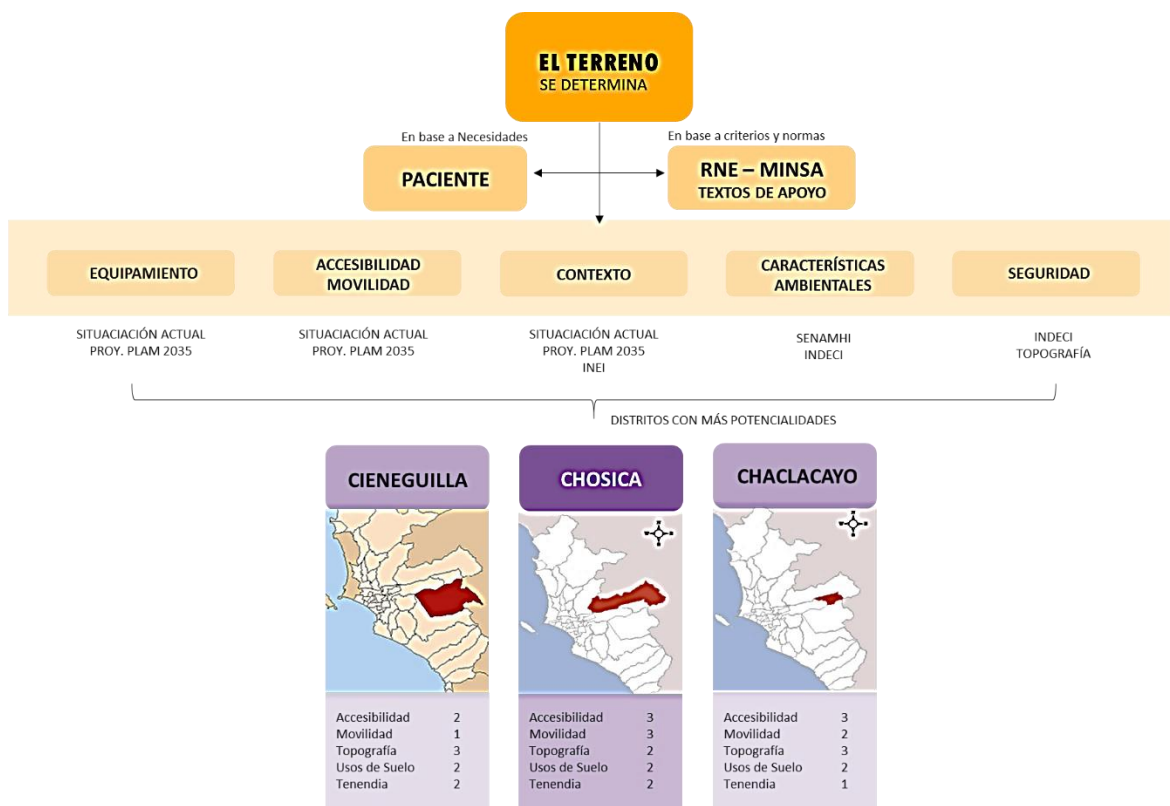 EL TERRENO
SE DETERMINA
En base a Necesidades
En base a criterios y normas
PACIENTE
RNE – MINSA
TEXTOS DE APOYO
EQUIPAMIENTO
ACCESIBILIDAD
MOVILIDAD
CONTEXTO
CARACTERÍSTICAS
AMBIENTALES
SEGURIDAD
SITUACIACIÓN ACTUAL
PROY. PLAM 2035
SITUACIACIÓN ACTUAL
PROY. PLAM 2035
SITUACIACIÓN ACTUAL
PROY. PLAM 2035
INEI
SENAMHI
INDECI
INDECI
TOPOGRAFÍA
DISTRITOS CON MÁS POTENCIALIDADES
CIENEGUILLA
CHOSICA
CHACLACAYO
Accesibilidad 2
Movilidad 1
Topografía 3
Usos de Suelo 2
Tenendia 2
Accesibilidad 3
Movilidad 3
Topografía 2
Usos de Suelo 2
Tenendia 2
Accesibilidad 3
Movilidad 2
Topografía 3
Usos de Suelo 2
Tenendia 1